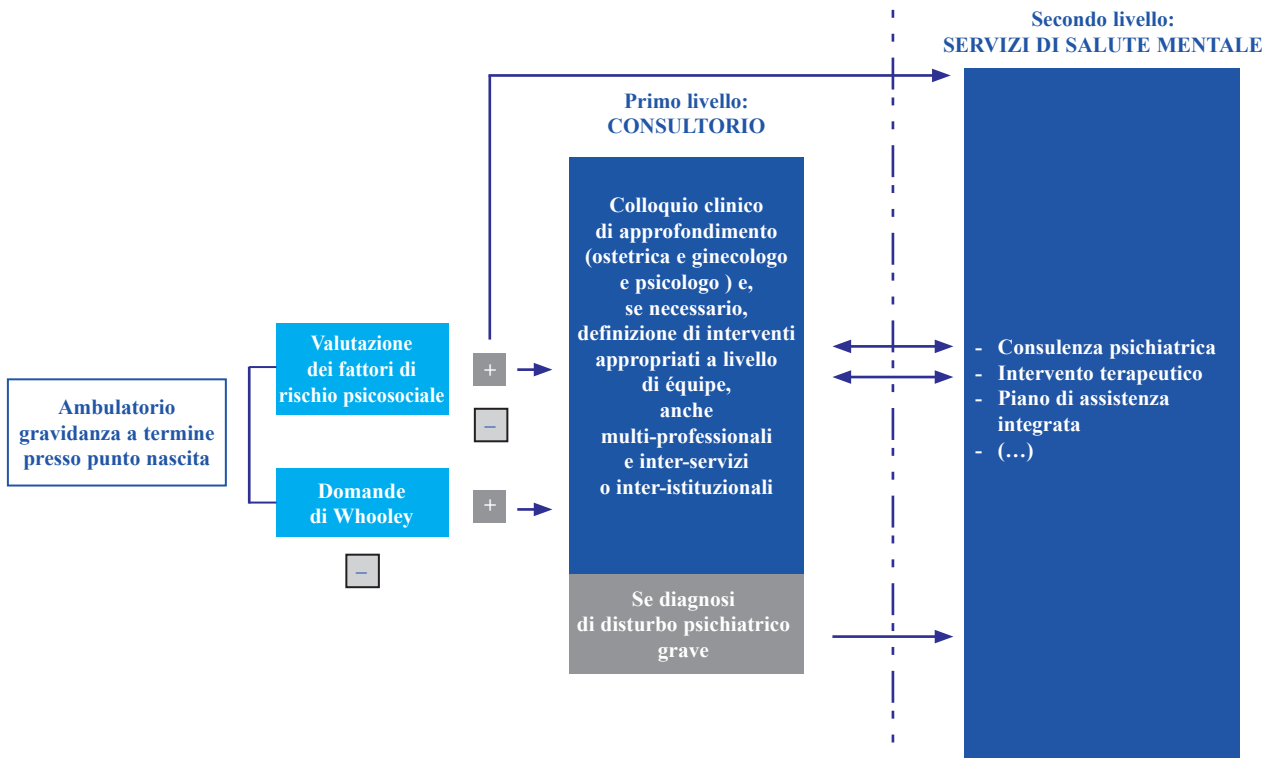 Ambulatorio
gravidanza a termine
presso punto nascita
Valutazione
dei fattori di
rischio psicosociale
+
–
Domande
di Whooley
+
–
Primo livello:
CONSULTORIO
Colloquio clinico
di approfondimento
(ostetrica e ginecologo
e psicologo ) e,
se necessario,
definizione di interventi
appropriati a livello
di équipe,
anche
multi-professionali
e inter-servizi
o inter-istituzionali
Se diagnosi
di disturbo psichiatrico
grave
Secondo livello:
SERVIZI DI SALUTE MENTALE
- Consulenza psichiatrica
- Intervento terapeutico
- Piano di assistenza
integrata
- (…)